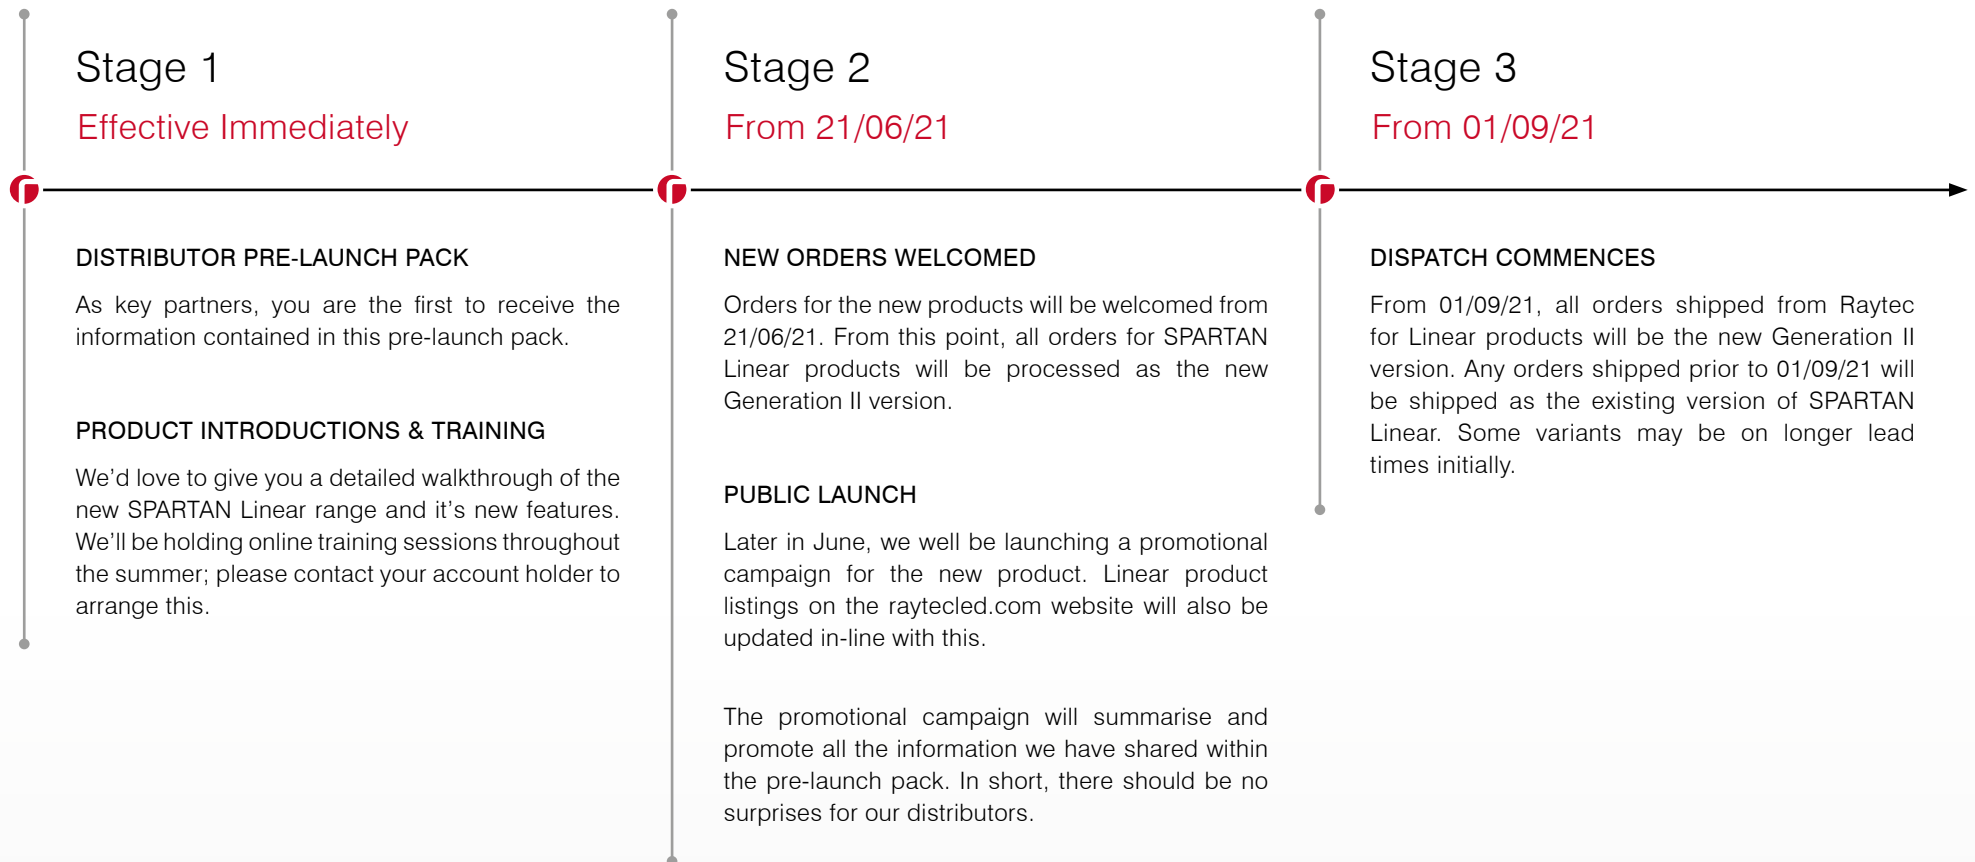 Stage 1
Effective Immediately
DISTRIBUTOR PRE-LAUNCH PACK
As key partners, you are the first to receive the
information contained in this pre-launch pack.
PRODUCT INTRODUCTIONS & TRAINING
We’d love to give you a detailed walkthrough of the
new SPARTAN Linear range and it’s new features.
We’ll be holding online training sessions throughout
the summer; please contact your account holder to
arrange this.
Stage 2
From 21/06/21
NEW ORDERS WELCOMED
Orders for the new products will be welcomed from
21/06/21. From this point, all orders for SPARTAN
Linear products will be processed as the new
Generation II version.
PUBLIC LAUNCH
Later in June, we well be launching a promotional
campaign for the new product. Linear product
listings on the raytecled.com website will also be
updated in-line with this.
The promotional campaign will summarise and
promote all the information we have shared within
the pre-launch pack. In short, there should be no
surprises for our distributors.
Stage 3
From 01/09/21
DISPATCH COMMENCES
From 01/09/21, all orders shipped from Raytec
for Linear products will be the new Generation II
version. Any orders shipped prior to 01/09/21 will
be shipped as the existing version of SPARTAN
Linear. Some variants may be on longer lead
times initially.